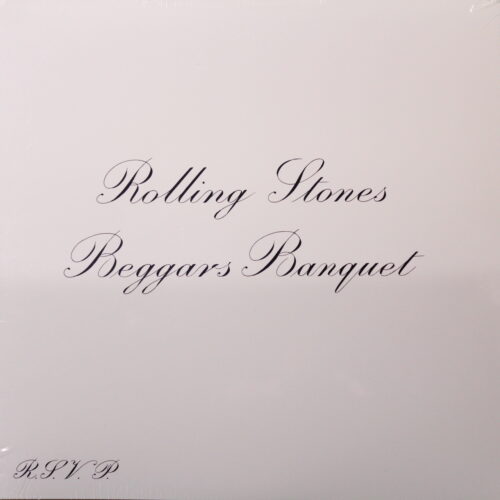 Rolling Stones
Beggars Banquet
R.S.V.P.